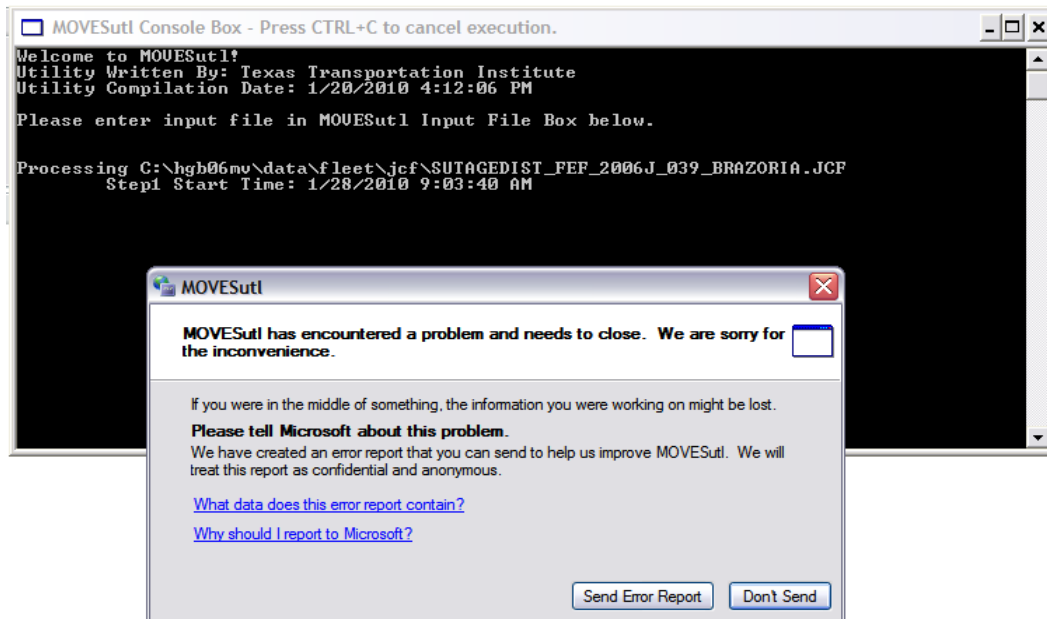 MOVESutl Console Box - Press CTRL+C to cancel execution.
Welcome to MOVESutl!
Utility Written By: Texas Transportation Institute
Utility Compilation Date: 1/20/2010 4:12:06 PM
Please enter input file in MOVESutl Input File Box below.
Processing C:\hgb06mv\data\fleet\jcf\SUTAGEDIST_FEF_2006J_039_BRAZORIA.JCF
Step1 Start Time: 1/28/2010 9:03:40 AM
MOVESutl
MOVESutl has encountered a problem and needs to close. We are sorry for
the inconvenience.
If you were in the middle of something, the information you were working on might be lost.
Please tell Microsoft about this problem.
We have created an error report that you can send to help us improve MOVESutl. We will
treat this report as confidential and anonymous.
What data does this error report contain?
Why should I report to Microsoft?
Send Error Report
Don't Send